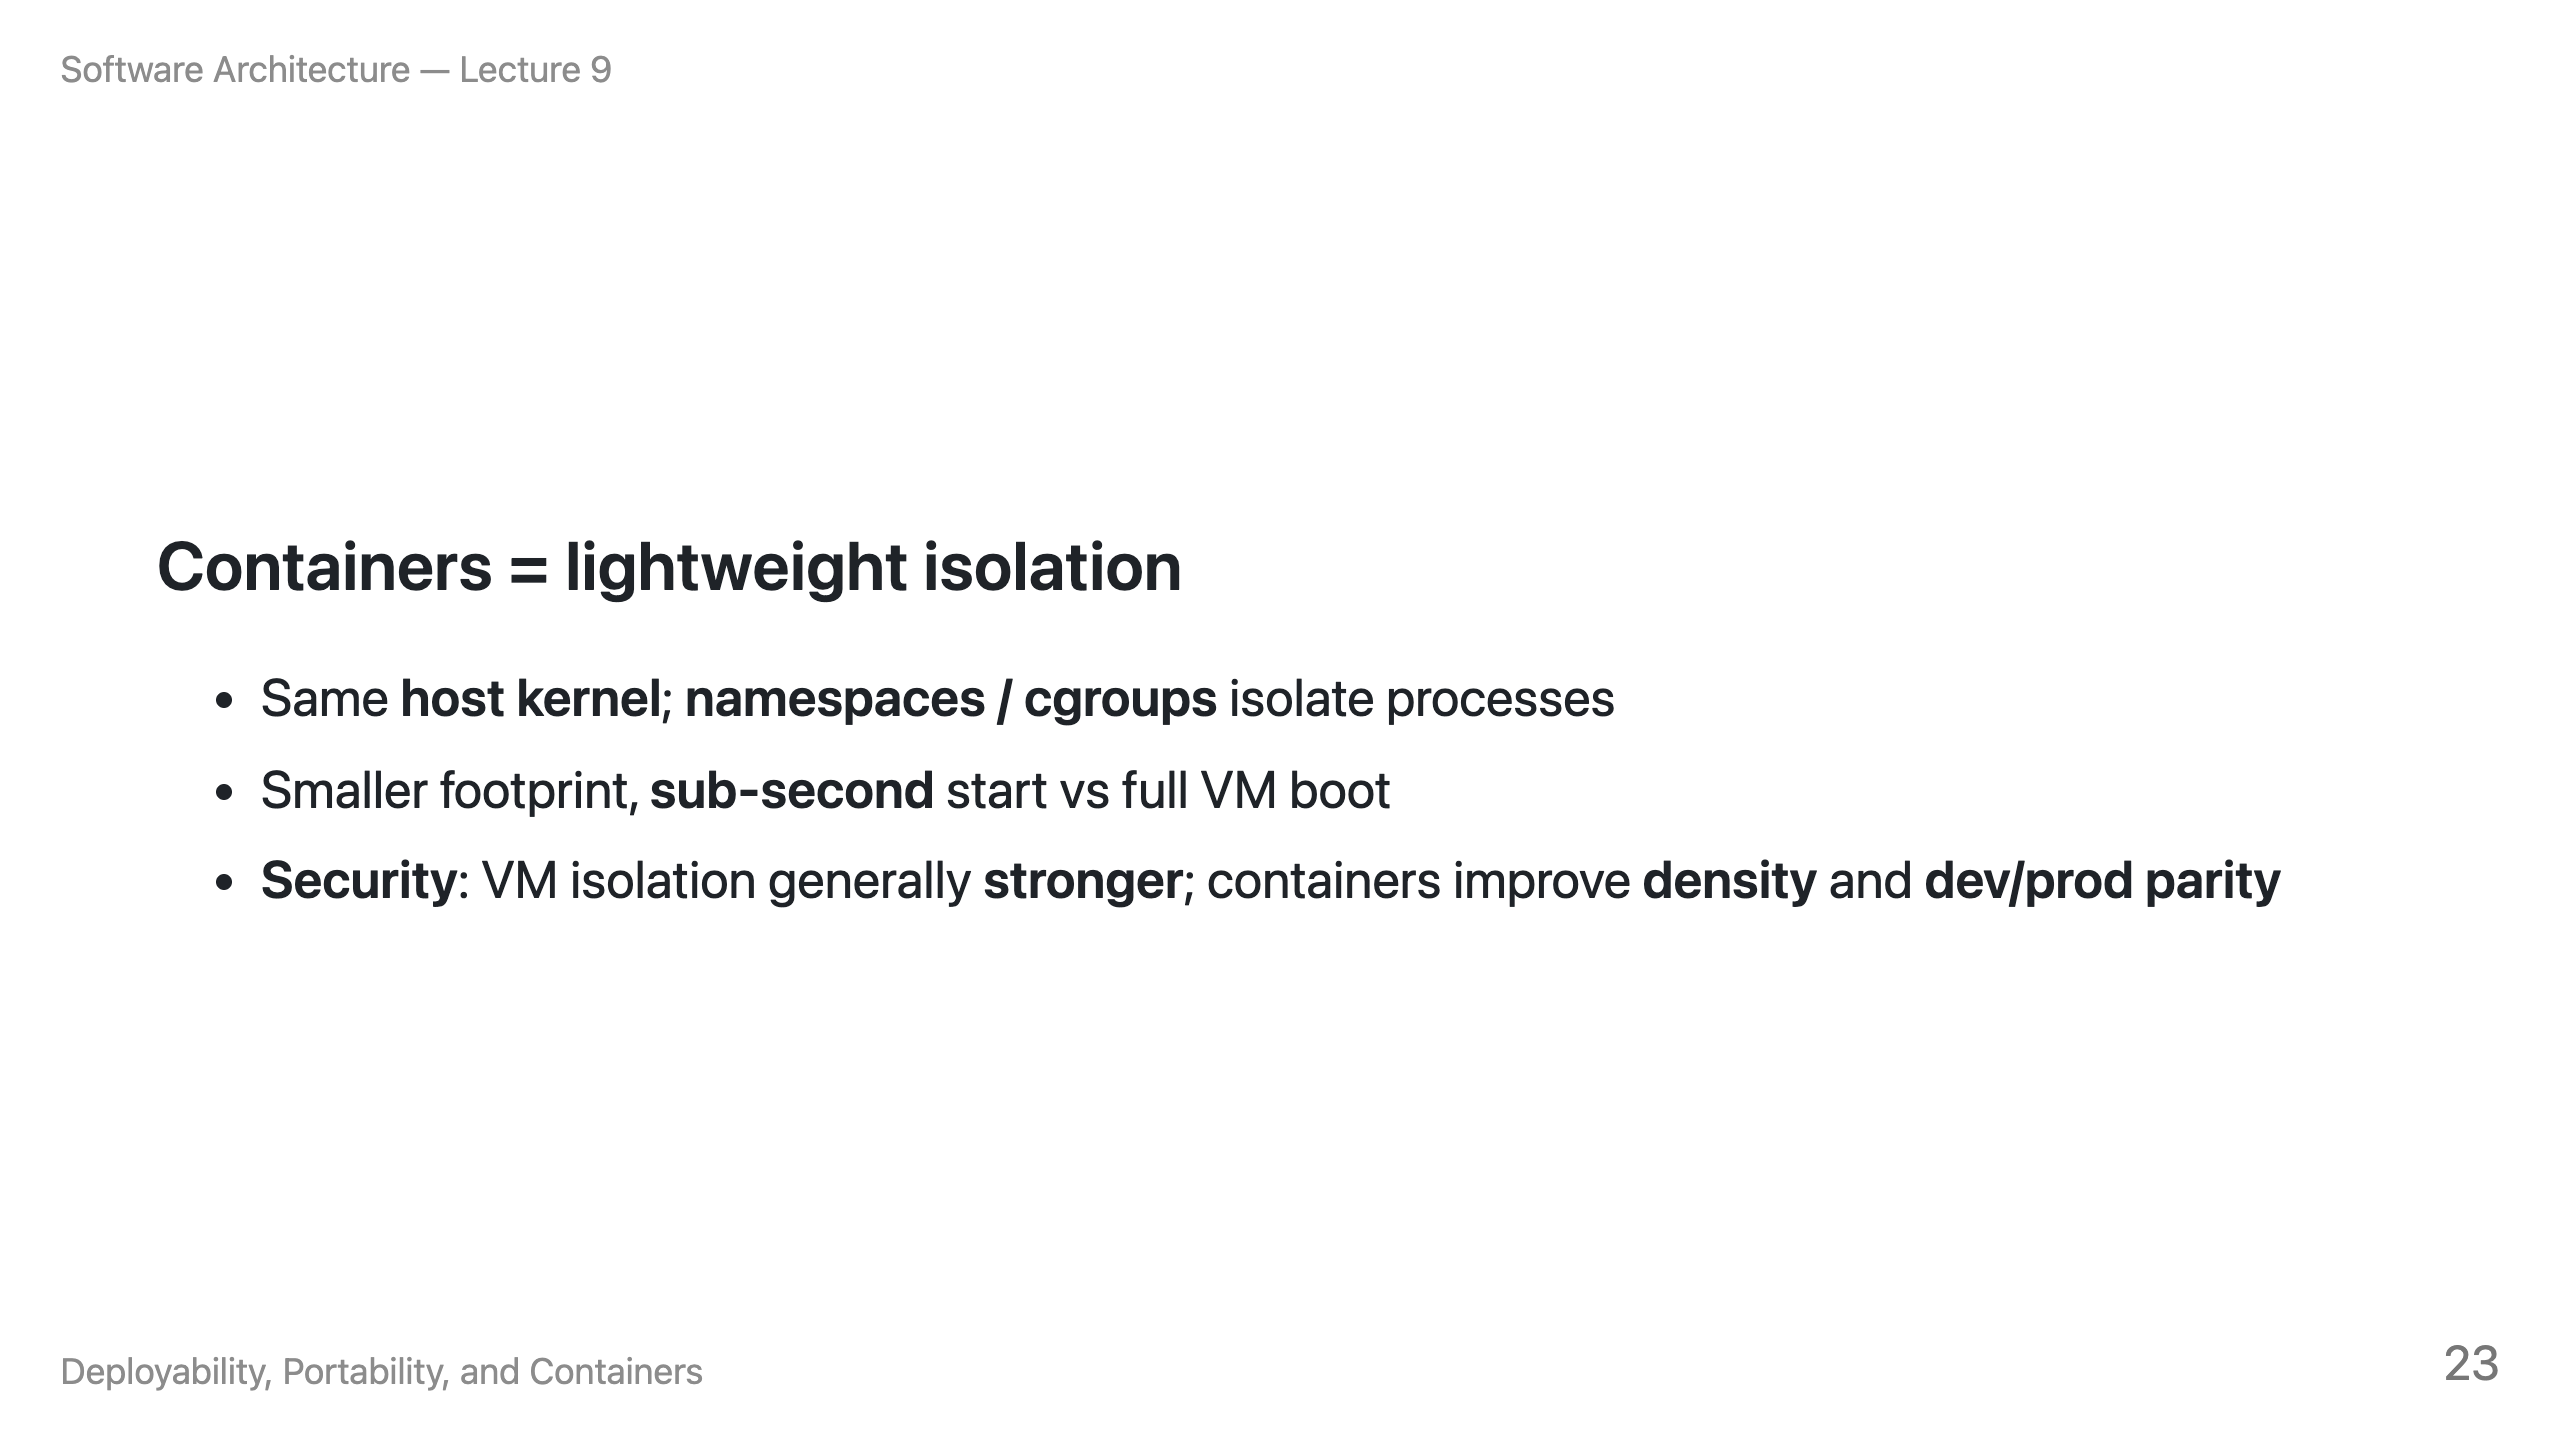 Software Architecture — Lecture 9
Containers = lightweight isolation
• Same host kernel; namespaces / cgroups isolate processes
• Smaller footprint, sub-second start vs full VM boot
• Security: VM isolation generally stronger; containers improve density and dev/prod parity
Deployability, Portability, and Containers
23